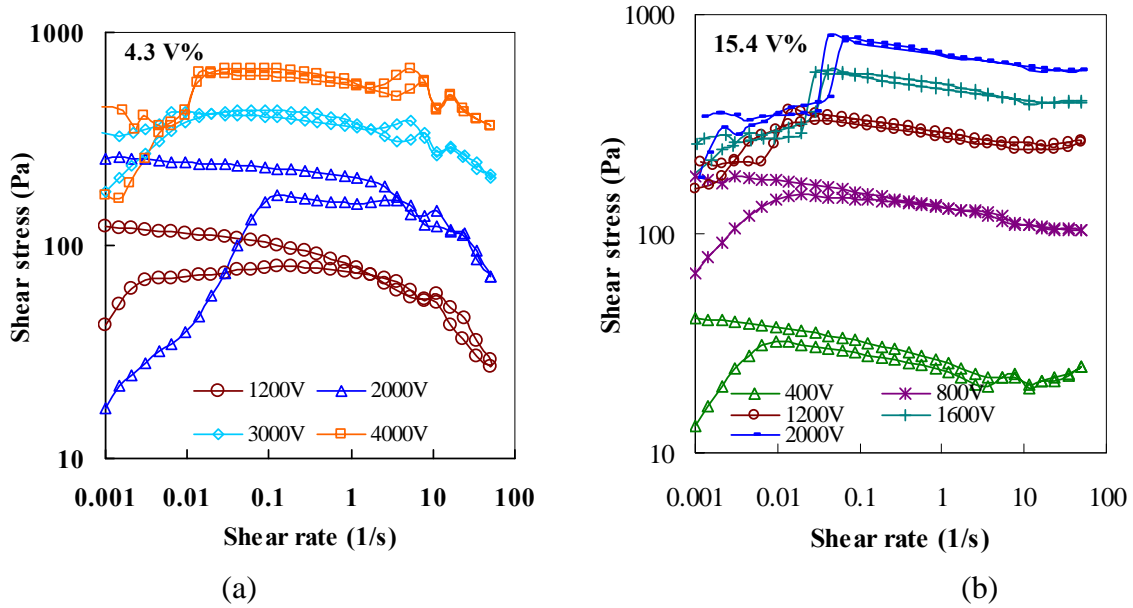 4.3 V%
1000
100
10
Shear stress (Pa)
1200V
2000V
3000V
4000V
0.001 0.01 0.1 1 10 100
Shear rate (1/s)
(a)
15.4 V%
1000
100
10
Shear stress (Pa)
400V
800V
1200V
1600V
2000V
0.001 0.01 0.1 1 10 100
Shear rate (1/s)
(b)